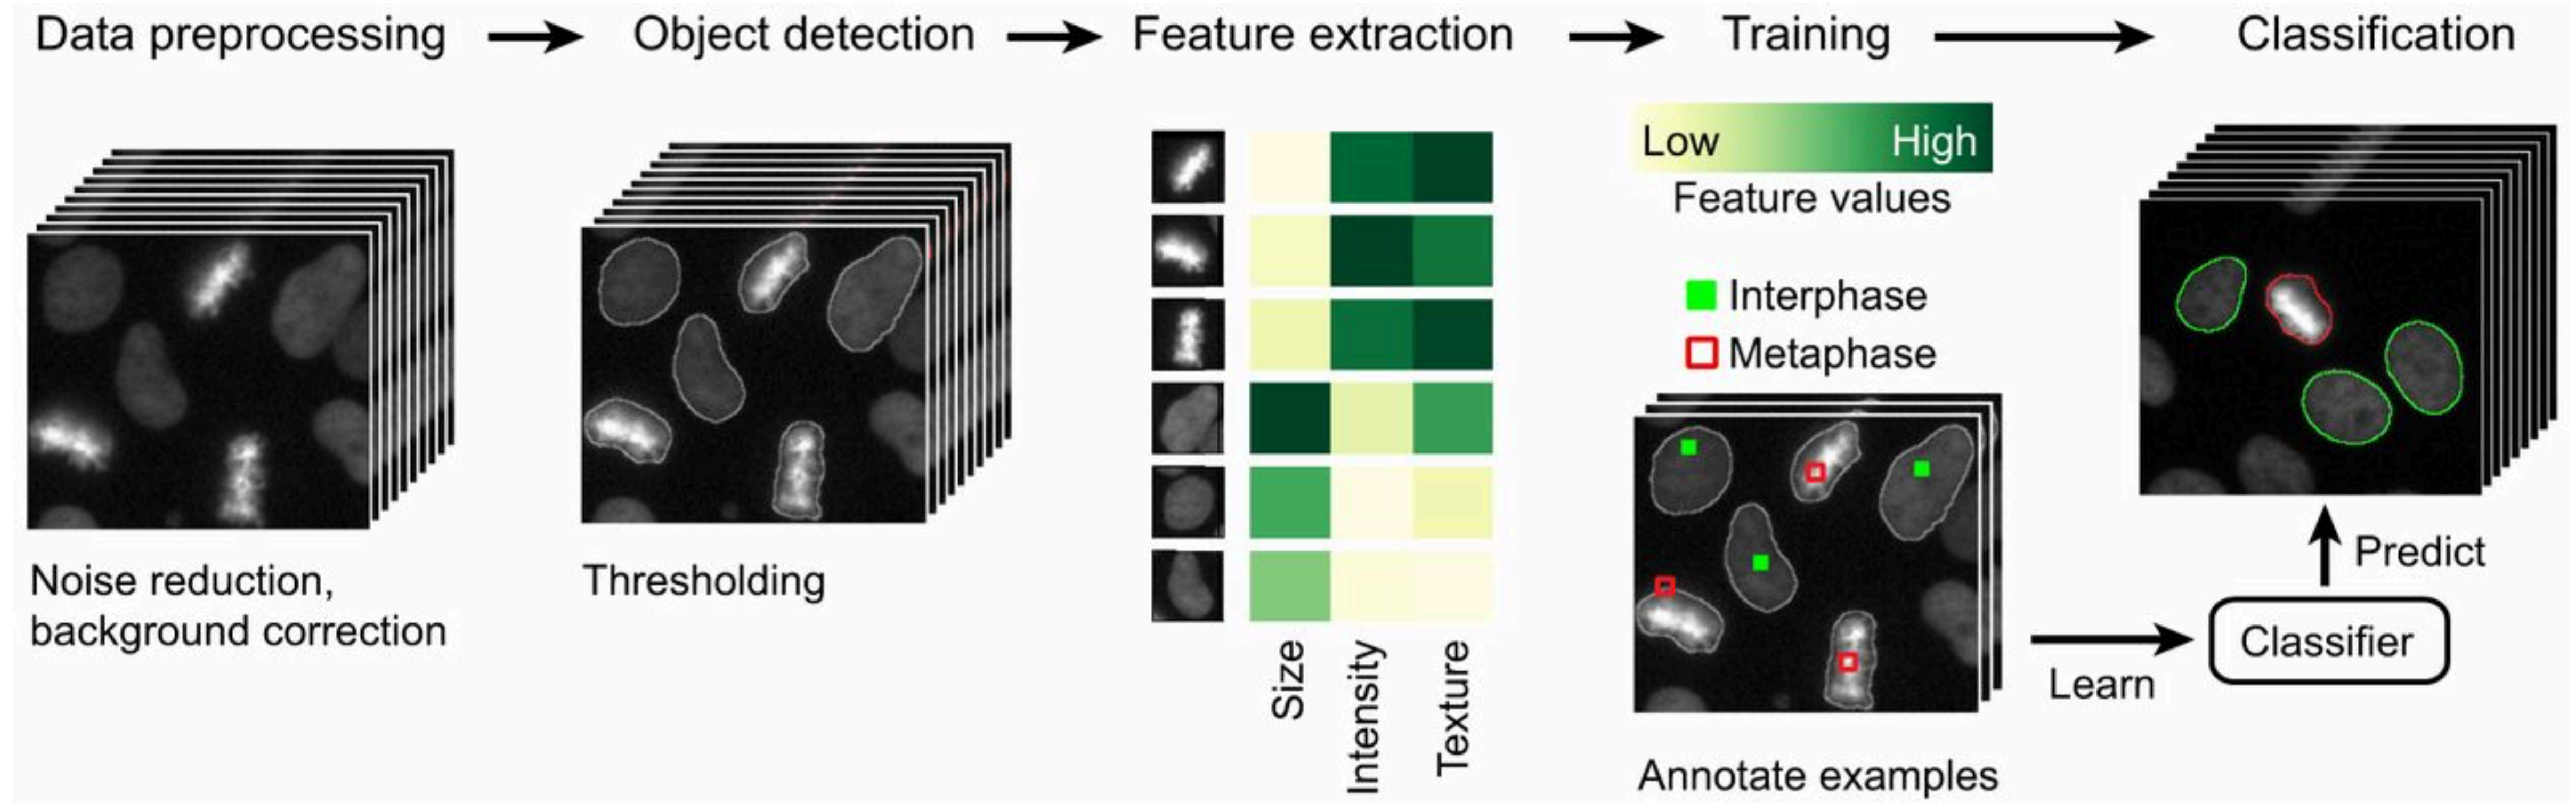 Data preprocessing
Object detection
Feature extraction
Training
Classification
Noise reduction,
background correction
Thresholding
Size
Intensity
Texture
Low
High
Feature values
Interphase
Metaphase
Annotate examples
Learn
Classifier
Predict